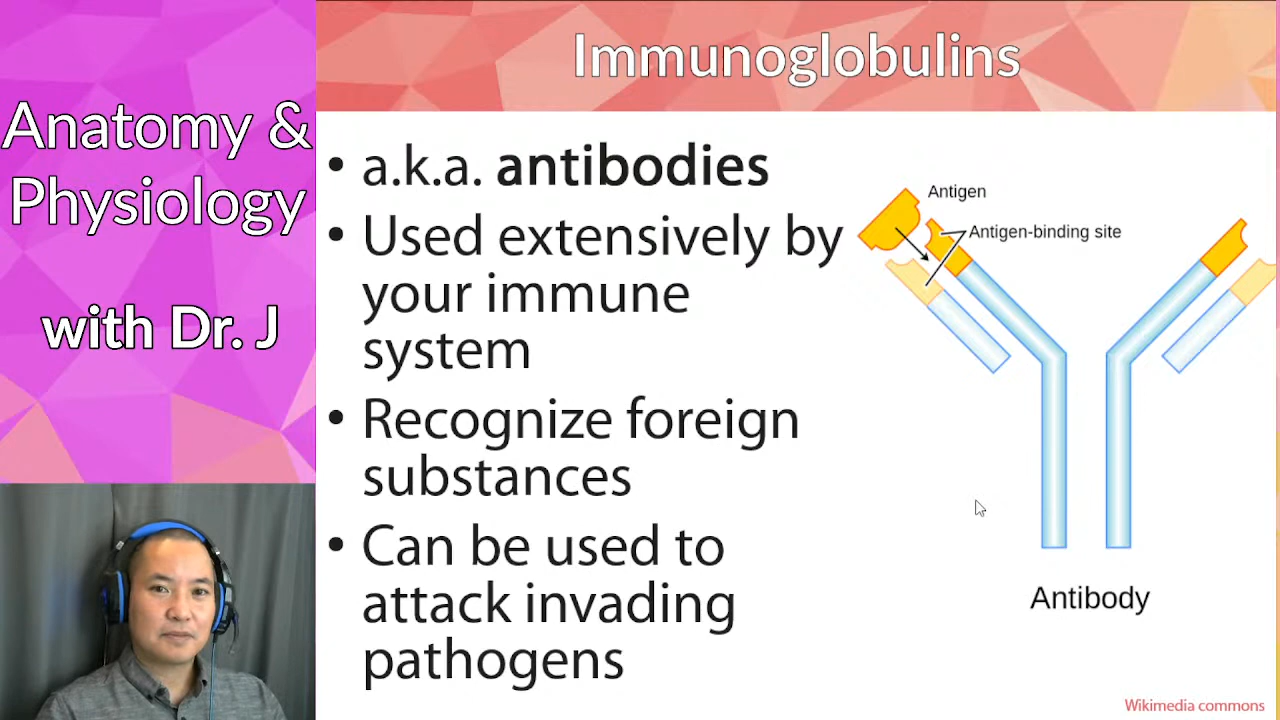 Anatomy &
Physiology
with Dr. J
Immunoglobulins
• a.k.a. antibodies
• Used extensively by
your immune
system
• Recognize foreign
substances
• Can be used to
attack invading
pathogens
Antigen
Antigen-binding site
Antibody
Wikimedia commons